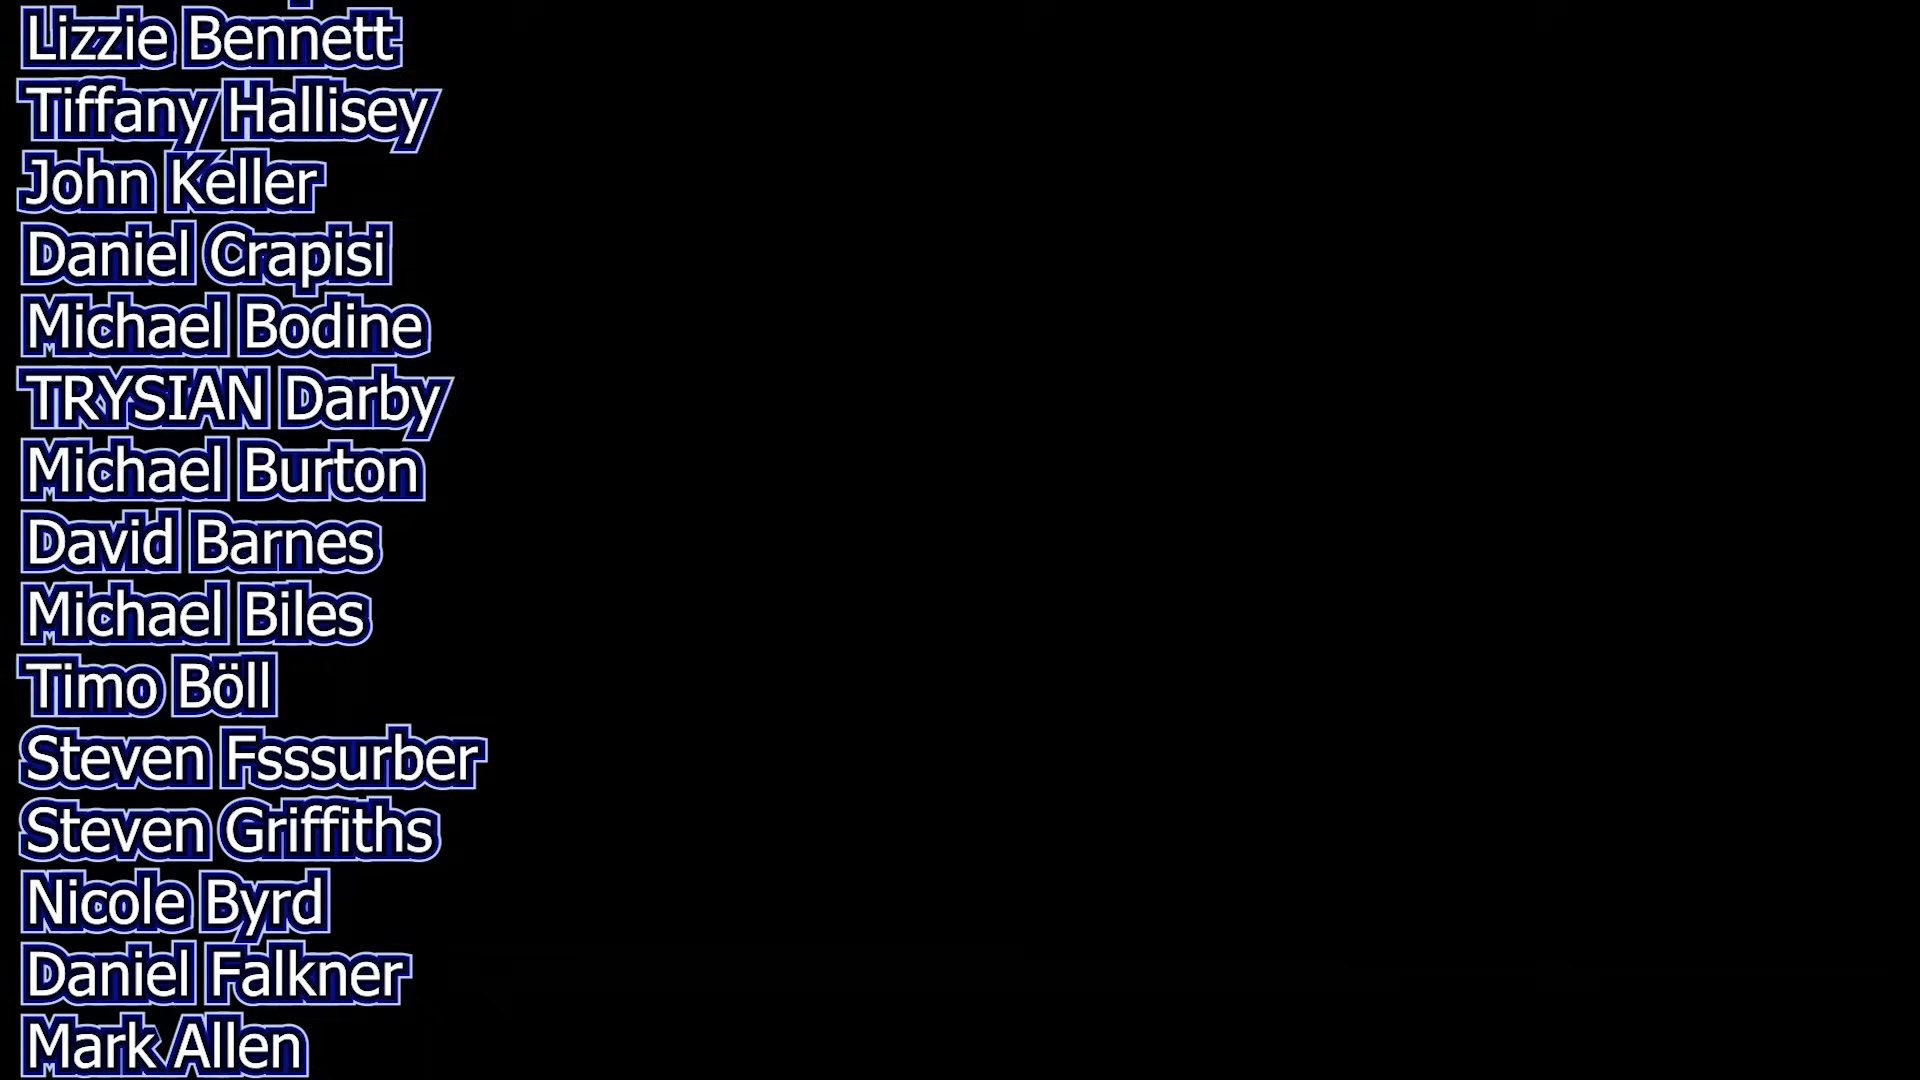 Lizzie Bennett
Tiffany Hallisey
John Keller
Daniel Crapisi
Michael Bodine
TRYSIAN Darby
Michael Burton
David Barnes
Michael Biles
Timo Böll
Steven Fsssurber
Steven Griffiths
Nicole Byrd
Daniel Falkner
Mark Allen